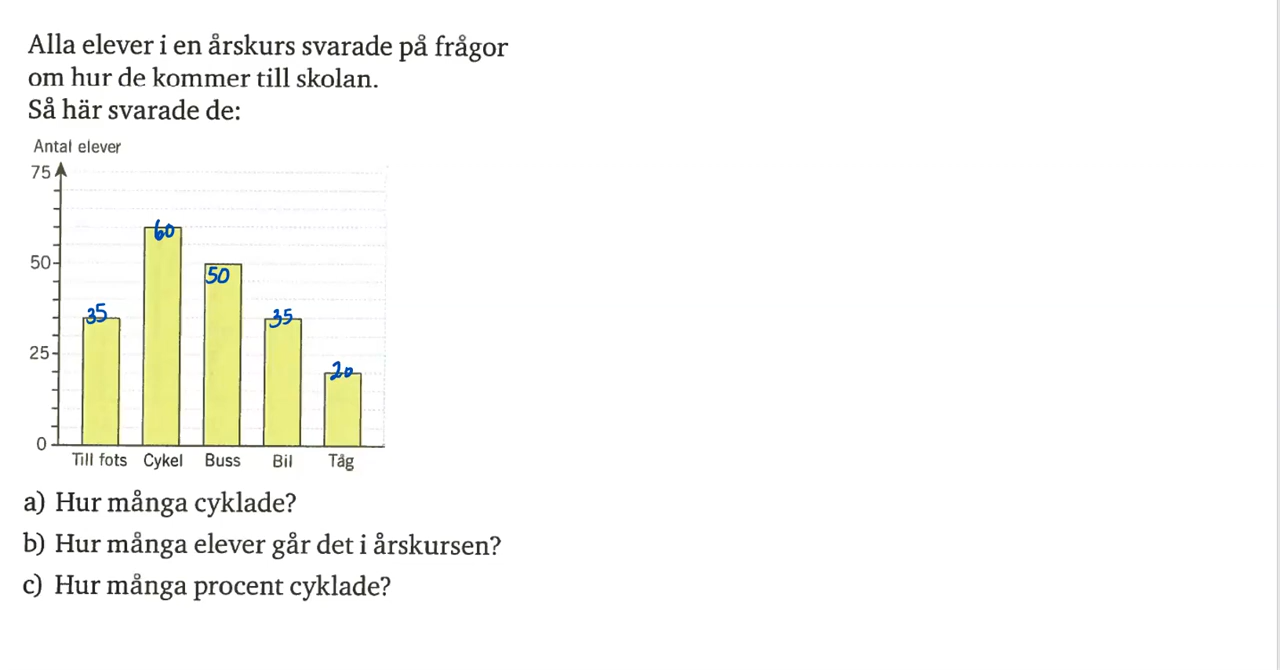 Alla elever i en årskurs svarade på frågor
om hur de kommer till skolan.
Så här svarade de:
Antal elever
75
50
25
0
60
50
35
35
20
Till fots Cykel Buss Bil Tåg
a) Hur många cyklade?
b) Hur många elever går det i årskursen?
c) Hur många procent cyklade?